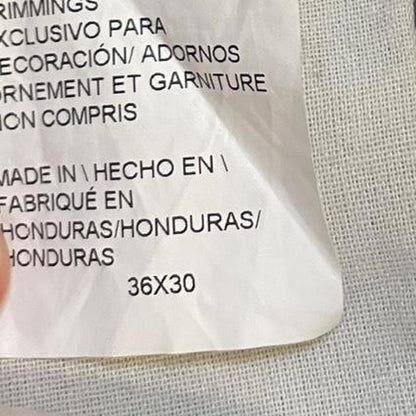 RIMMINGS
XCLUSIVO PARA
ECORACIÓN/ ADORNOS
ORNEMENT ET GARNITURE
NON COMPRIS
MADE IN \ HECHO EN \
FABRIQUÉ EN
HONDURAS/HONDURAS/
HONDURAS
36X30